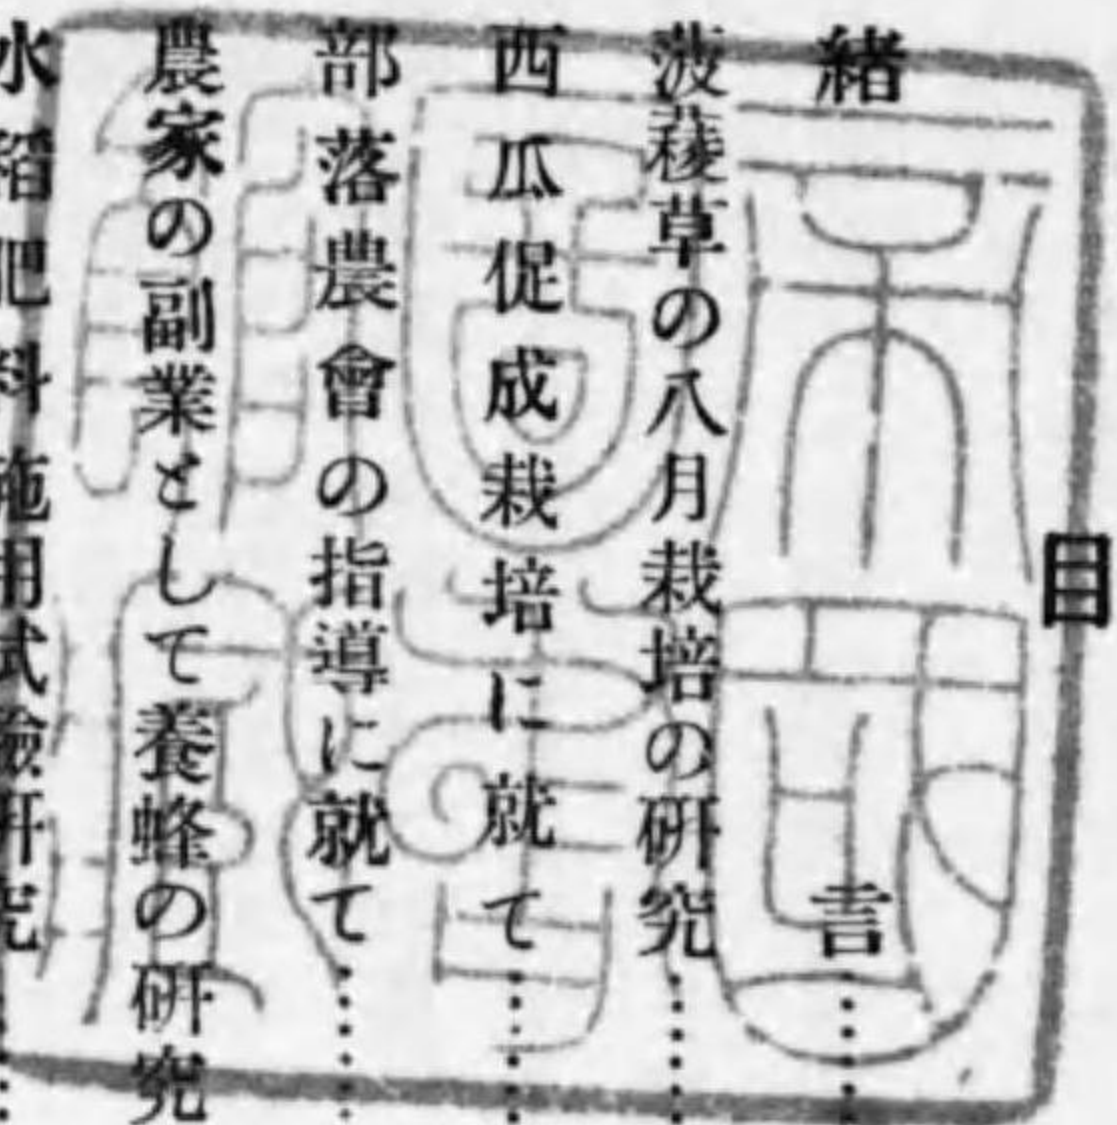 目
緒言……
菠薐草の八月栽培の研究……
西瓜促成栽培に就て……
部落農會の指導に就て……
農家の副業として養蜂の研究
水稲肥料施用試驗研究……